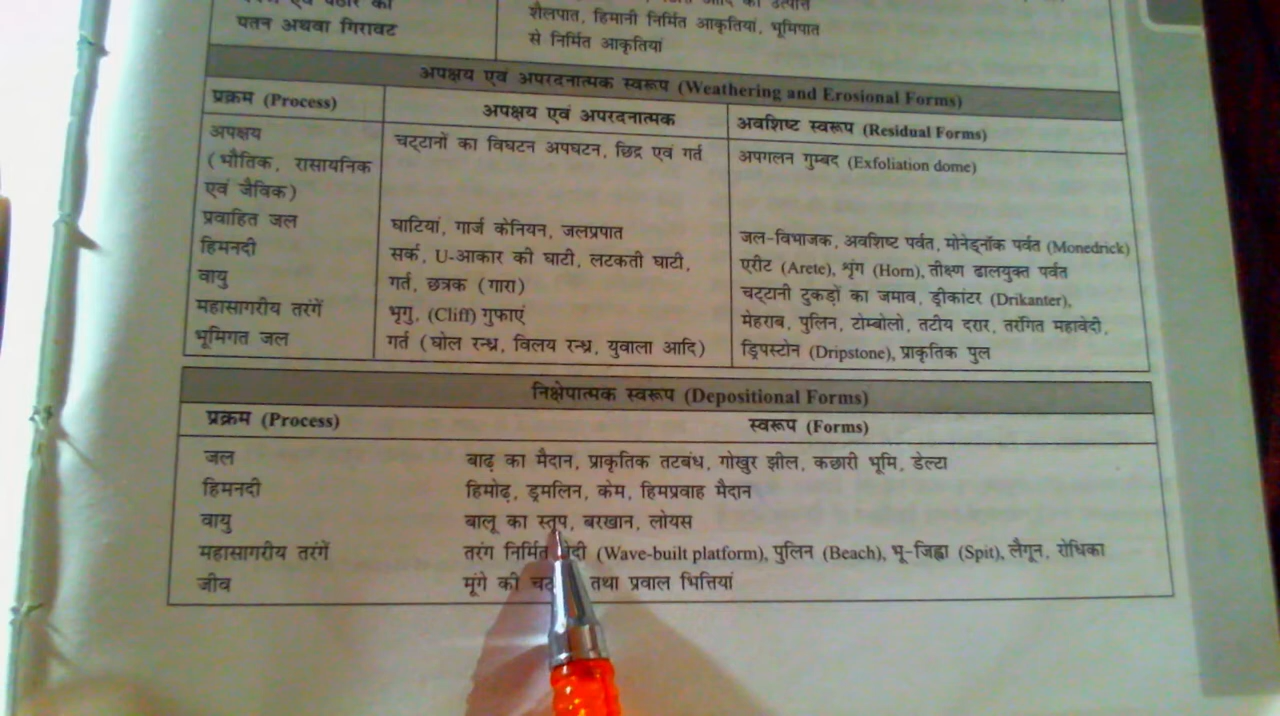 पतन अथवा गिरावट
शैलपात, हिमानी निर्मित आकृतियां, भूमिपात
से निर्मित आकृतियां
अपक्षय एवं अपरदनात्मक स्वरूप (Weathering and Erosional Forms)
प्रक्रम (Process) अपक्षय एवं अपरदनात्मक अवशिष्ट स्वरूप (Residual Forms)
अपक्षय चट्टानों का विघटन अपघटन, छिद्र एवं गर्त अपगलन गुम्बद (Exfoliation dome)
(भौतिक, रासायनिक
एवं जैविक)
प्रवाहित जल घाटियां, गार्ज केनियन, जलप्रपात जल-विभाजक, अवशिष्ट पर्वत, मोनेड्नॉक पर्वत (Monedrick)
हिमनदी सर्क, U-आकार की घाटी, लटकती घाटी, एरीट (Arete), श्रृंग (Horn), तीक्ष्ण ढालयुक्त पर्वत
वायु गर्त, छत्रक (गारा) चट्टानी टुकड़ों का जमाव, ड्रीकांटर (Drikanter),
महासागरीय तरंगें भृगु, (Cliff) गुफाएं मेहराब, पुलिन, टोम्बोलो, तटीय दरार, तरंगित महावेदी,
भूमिगत जल गर्त (घोल रन्ध्र, विलय रन्ध्र, युवाला आदि) ड्रिपस्टोन (Dripstone), प्राकृतिक पुल
निक्षेपात्मक स्वरूप (Depositional Forms)
प्रक्रम (Process) स्वरूप (Forms)
जल बाढ़ का मैदान, प्राकृतिक तटबंध, गोखुर झील, कछारी भूमि, डेल्टा
हिमनदी हिमोढ़, ड्रमलिन, केम, हिमप्रवाह मैदान
वायु बालू का स्तूप, बरखान, लोयस
महासागरीय तरंगें तरंग निर्मित (Wave-built platform), पुलिन (Beach), भू-जिह्वा (Spit), लैगून, रोधिका
जीव मूंगे की तथा प्रवाल भित्तियां